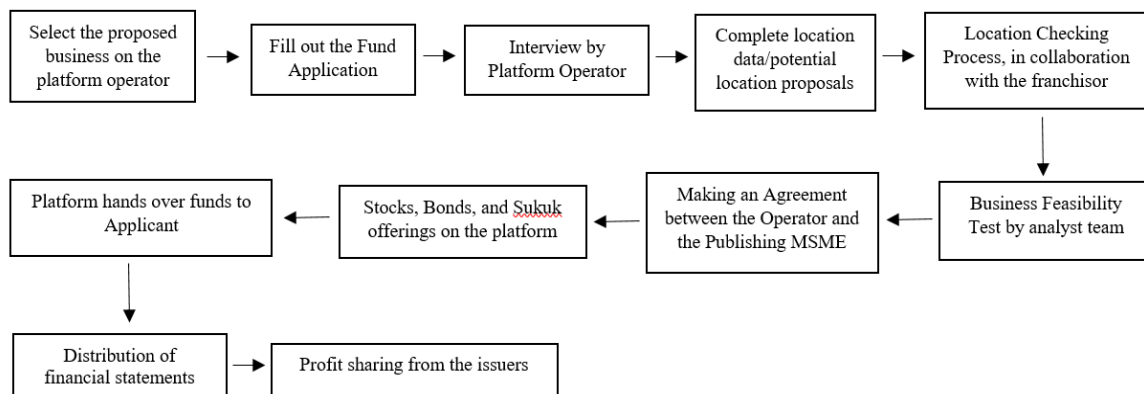 Select the proposed
business on the
platform operator
Fill out the Fund
Application
Interview by
Platform Operator
Complete location
data/potential
location proposals
Location Checking
Process, in collaboration
with the franchisor
Business Feasibility
Test by analyst team
Making an Agreement
between the Operator and
the Publishing MSME
Stocks, Bonds, and Sukuk
offerings on the platform
Platform hands over funds to
Applicant
Distribution of
financial statements
Profit sharing from the issuers